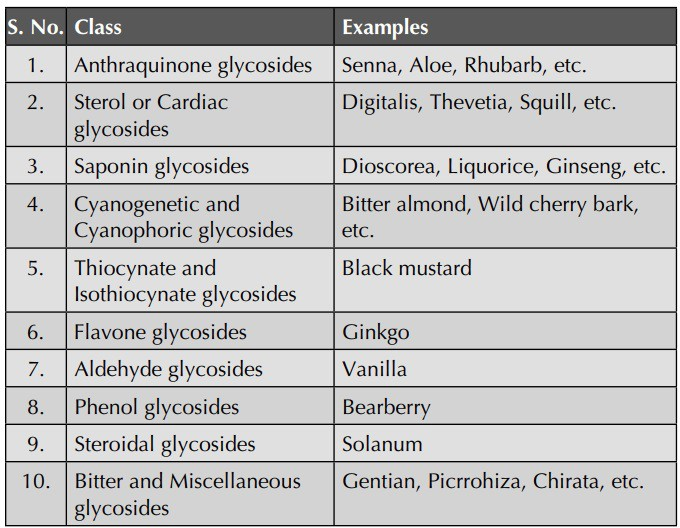 S. No. Class Examples
1. Anthraquinone glycosides Senna, Aloe, Rhubarb, etc.
2. Sterol or Cardiac Digitalis, Thevetia, Squill, etc.
glycosides
3. Saponin glycosides Dioscorea, Liquorice, Ginseng, etc.
4. Cyanogenetic and Bitter almond, Wild cherry bark,
Cyanophoric glycosides etc.
5. Thiocynate and Black mustard
Isothiocynate glycosides
6. Flavone glycosides Ginkgo
7. Aldehyde glycosides Vanilla
8. Phenol glycosides Bearberry
9. Steroidal glycosides Solanum
10. Bitter and Miscellaneous Gentian, Picrrohiza, Chirata, etc.
glycosides